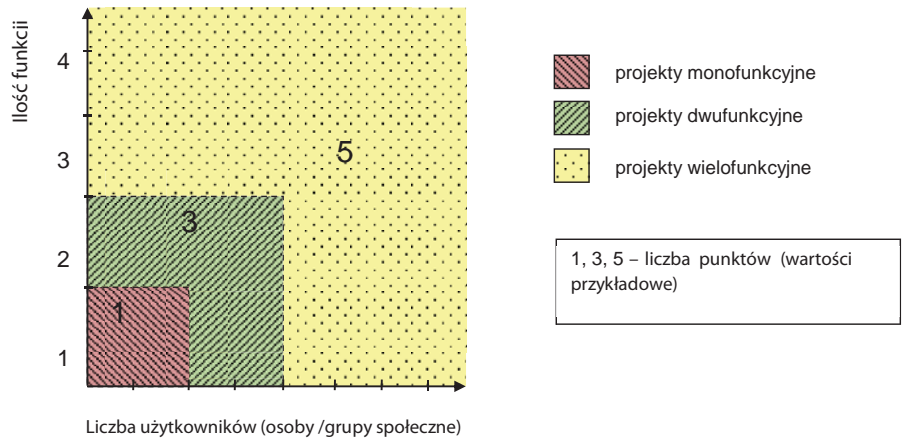 Ilość funkcji
4
3
2
1
5
3
1
Liczba użytkowników (osoby /grupy społeczne)
projekty monofunkcyjne
projekty dwufunkcyjne
projekty wielofunkcyjne
1, 3, 5 – liczba punktów (wartości
przykładowe)